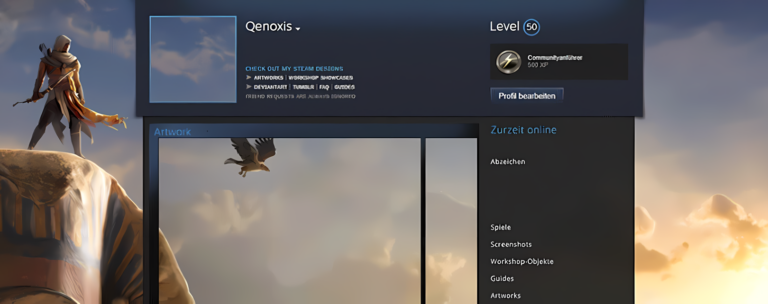 Qenoxis
CHECK OUT MY STEAM DESIGNS
➤ ARTWORKS | WORKSHOP SHOWCASES
➤ DEVIANTART | TUMBLR | FAQ | GUIDES
FRIEND REQUESTS ARE ALWAYS IGNORED
Level 50
Communityanführer
500 XP
Profil bearbeiten
Artwork
Zurzeit online
Abzeichen
Spiele
Screenshots
Workshop-Objekte
Guides
Artworks